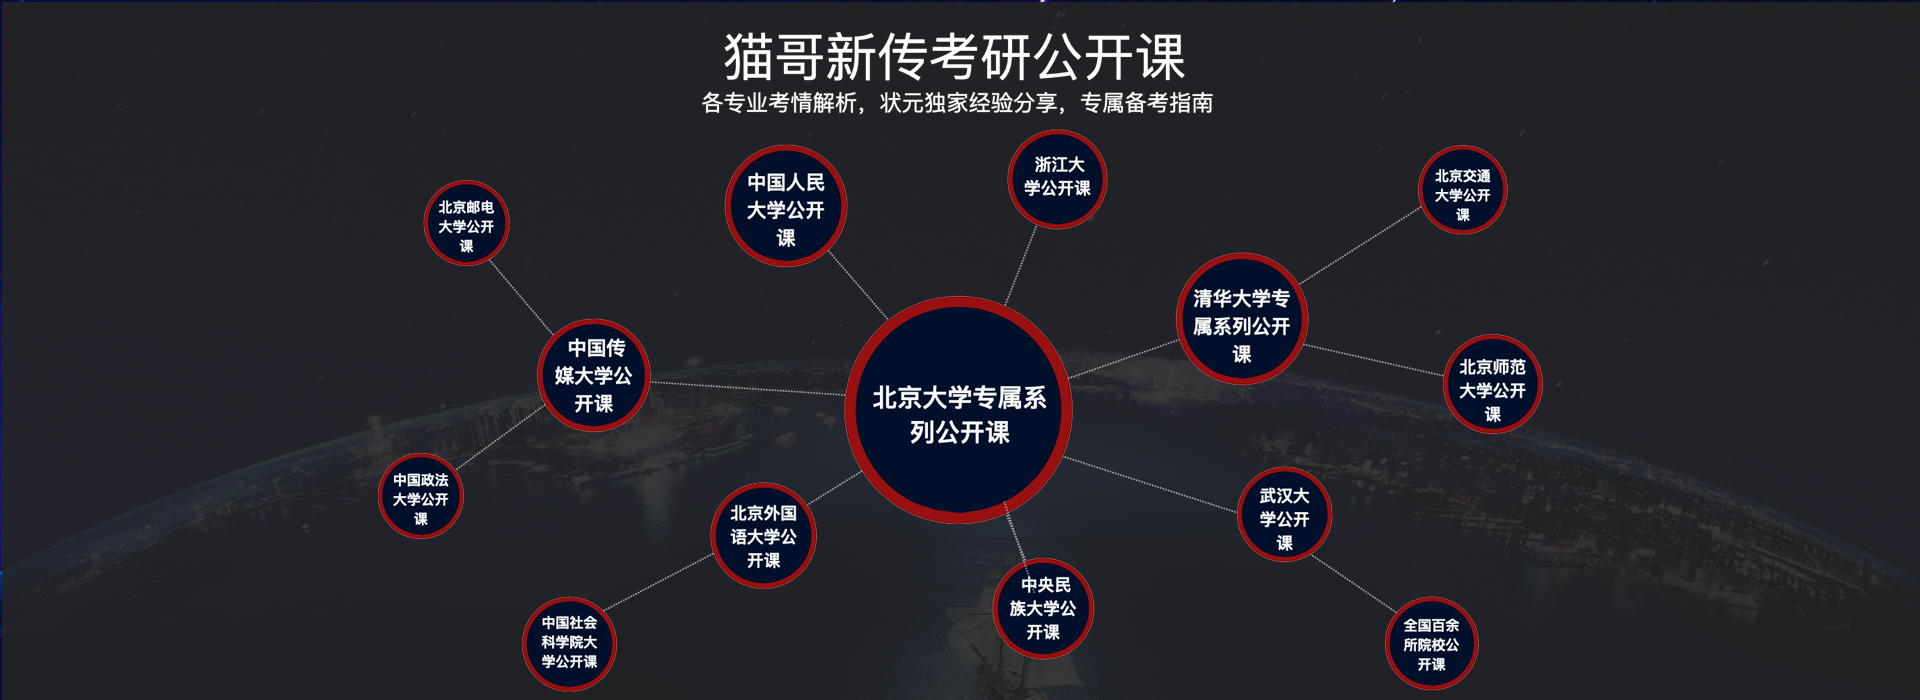 猫哥新传考研公开课
各专业考情解析，状元独家经验分享，专属备考指南
北京邮电
大学公开
课
中国人民
大学公开
课
浙江大
学公开课
北京交通
大学公开
课
清华大学专
属系列公开
课
中国传
媒大学公
开课
北京大学专属系
列公开课
北京师范
大学公开
课
中国政法
大学公开
课
北京外国
语大学公
开课
武汉大
学公开
课
中国社会
科学院大
学公开课
中央民
族大学公
开课
全国百余
所院校公
开课